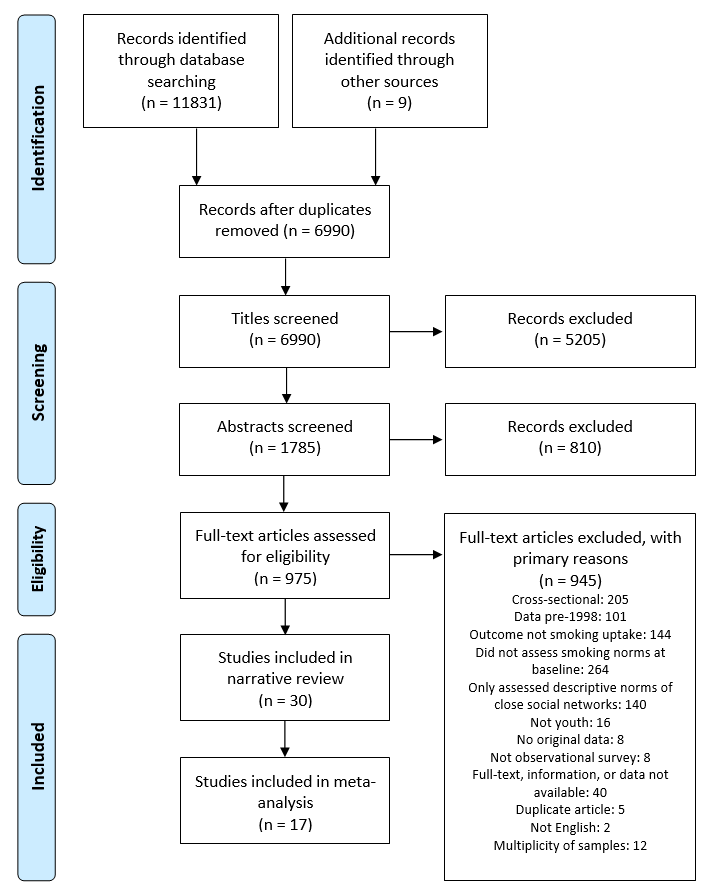 Identification
Records identified
through database
searching
(n = 11831)
Additional records
identified through
other sources
(n = 9)
Records after duplicates
removed (n = 6990)
Screening
Titles screened
(n = 6990)
Records excluded
(n = 5205)
Abstracts screened
(n = 1785)
Records excluded
(n = 810)
Eligibility
Full-text articles assessed
for eligibility
(n = 975)
Full-text articles excluded, with
primary reasons
(n = 945)
Cross-sectional: 205
Data pre-1998: 101
Outcome not smoking uptake: 144
Did not assess smoking norms at
baseline: 264
Only assessed descriptive norms of
close social networks: 140
Not youth: 16
No original data: 8
Not observational survey: 8
Full-text, information, or data not
available: 40
Duplicate article: 5
Not English: 2
Multiplicity of samples: 12
Included
Studies included in
narrative review
(n = 30)
Studies included in meta-
analysis
(n = 17)